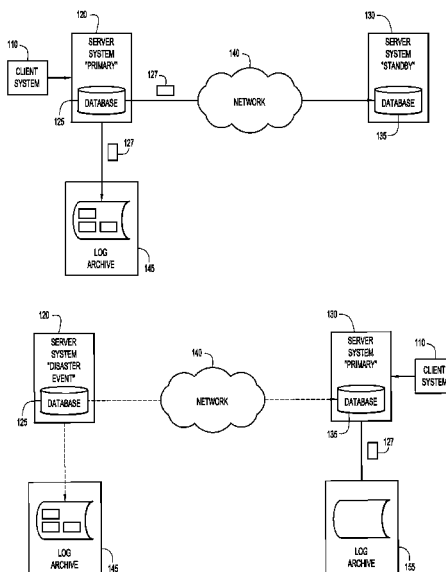 120
130
SERVER
SYSTEM
"PRIMARY"
SERVER
SYSTEM
"STANDBY"
110
140
CLIENT
SYSTEM
127
DATABASE
NETWORK
DATABASE
125
135
127
LOG
ARCHIVE
145
120
130
110
140
SERVER
SYSTEM
"DISASTER
EVENT"
SERVER
SYSTEM
"PRIMARY"
CLIENT
SYSTEM
DATABASE
NETWORK
DATABASE
125
135
127
LOG
ARCHIVE
145
LOG
ARCHIVE
155